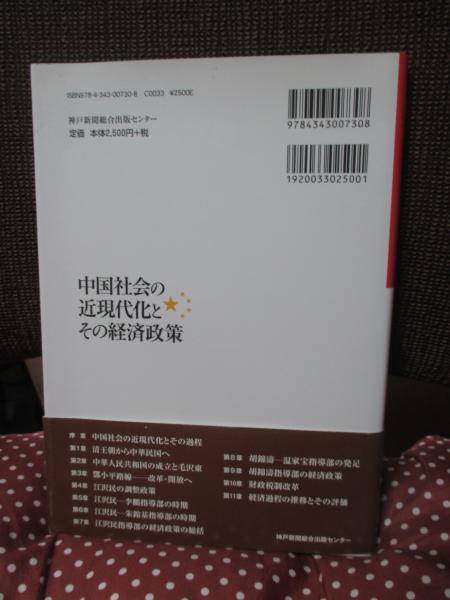 ISBN978-4-343-00730-8 C0033 ¥2500E
神戸新聞総合出版センター
定価 本体2,500円+税
9784343007308
1920033025001
中国社会の
近現代化と
その経済政策
序章 中国社会の近現代化とその過程
第1章 清王朝から中華民国へ
第2章 中華人民共和国の成立と毛沢東
第3章 鄧小平路線——改革・開放へ
第4章 江沢民の調整政策
第5章 江沢民—李鵬指導部の時期
第6章 江沢民—朱鎔基指導部の時期
第7章 江沢民指導部の経済政策の総括
第8章 胡錦濤—温家宝指導部の発足
第9章 胡錦濤指導部の経済政策
第10章 財政税制改革
第11章 経済過程の推移とその評価
神戸新聞総合出版センター